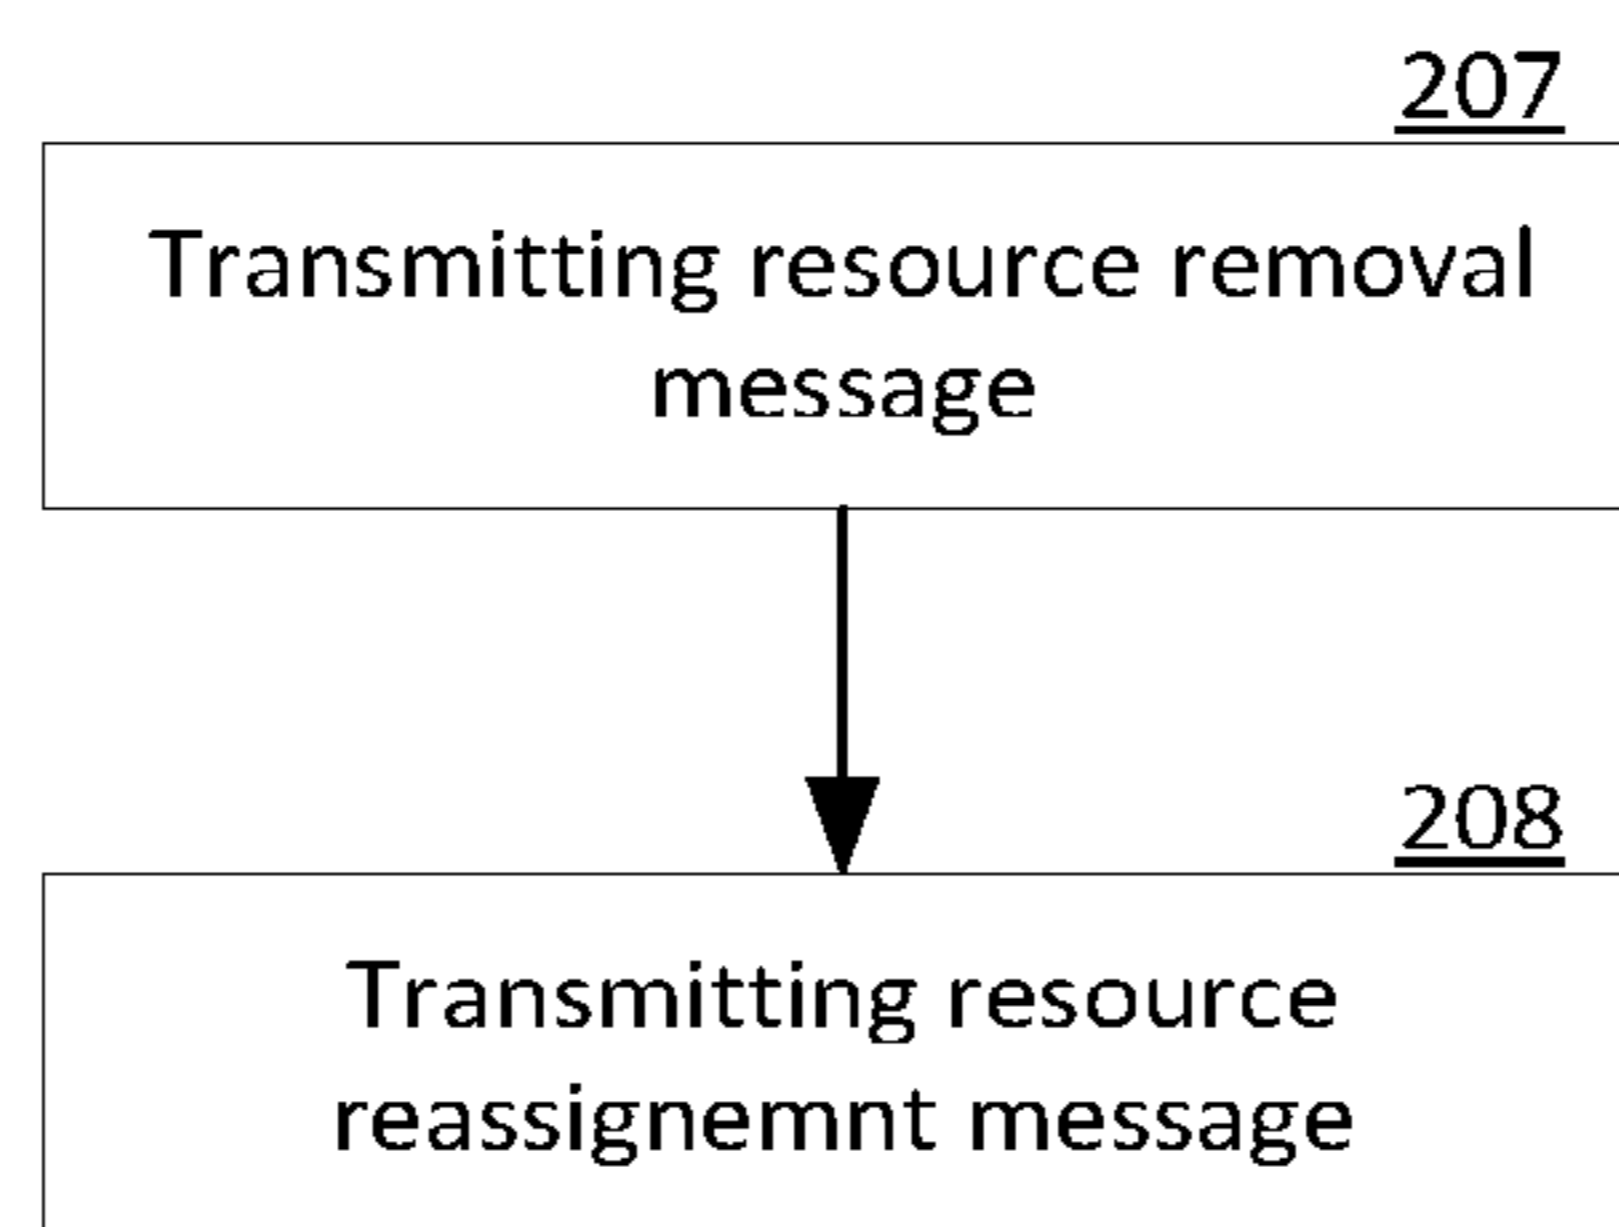 207
Transmitting resource removal
message
208
Transmitting resource
reassignemnt message